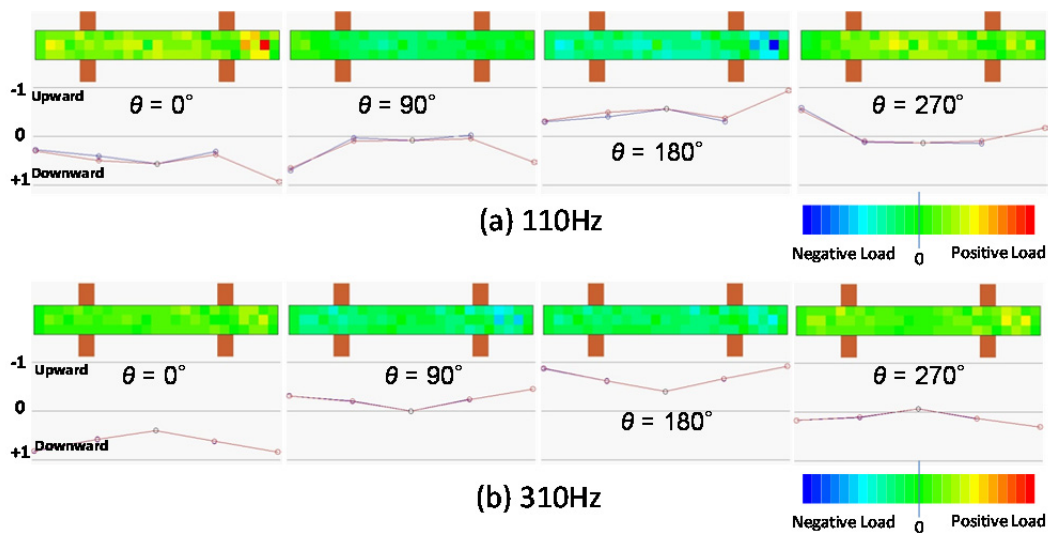 -1 Upward
θ = 0°
θ = 90°
θ = 180°
θ = 270°
0
+1 Downward
(a) 110Hz
Negative Load 0 Positive Load
-1 Upward
θ = 0°
θ = 90°
θ = 180°
θ = 270°
0
+1 Downward
(b) 310Hz
Negative Load 0 Positive Load